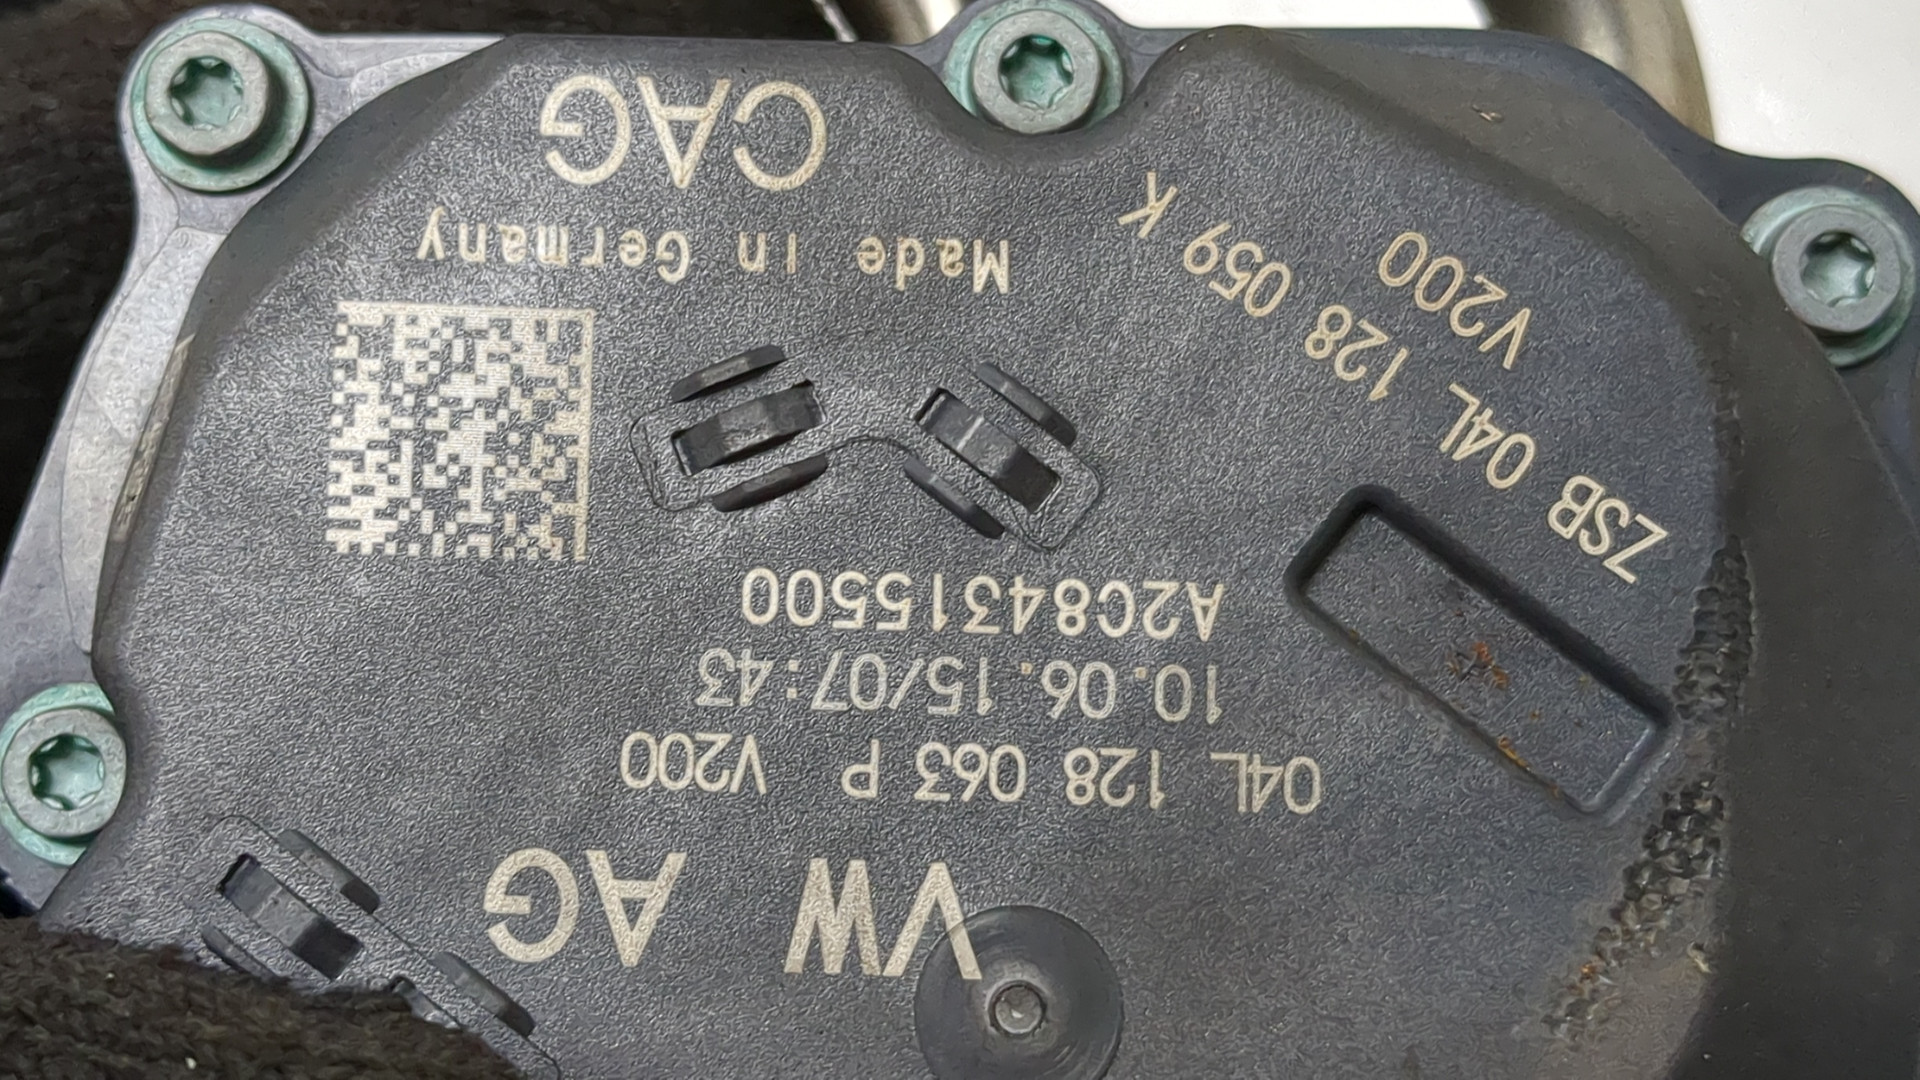 VW AG
04L 128 063 P V200
10.06.15/07:43
A2C84315500
Made in Germany
CAG
ZSB 04L 128 059 K
V200